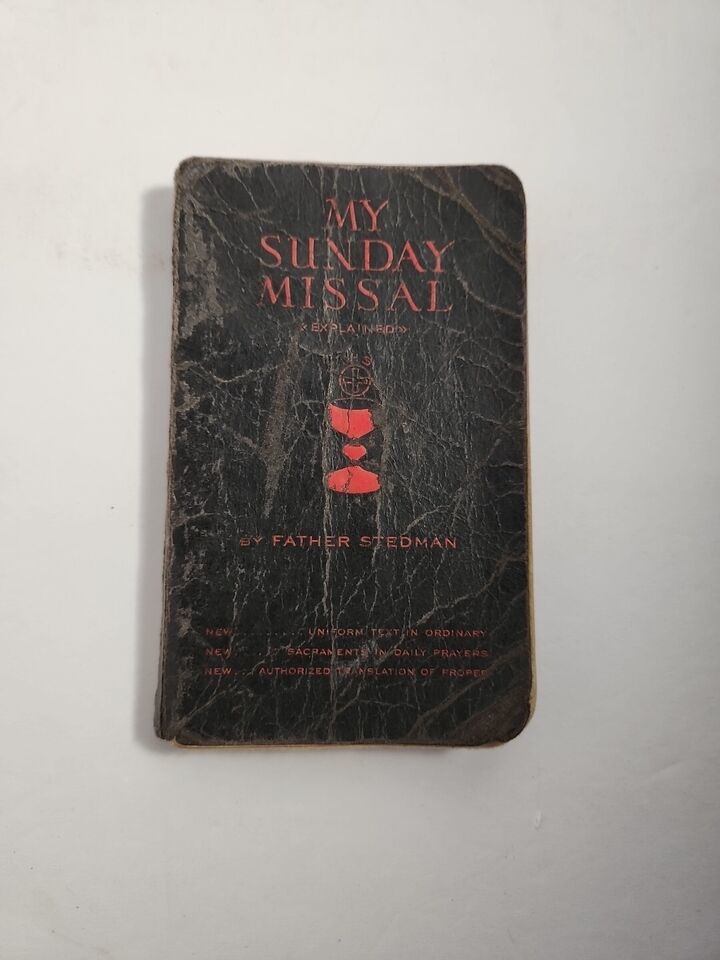 MY
SUNDAY
MISSAL
«EXPLAINED»
BY FATHER STEDMAN
NEW.......... UNIFORM TEXT IN ORDINARY
NEW...... SACRAMENTS IN DAILY PRAYERS
NEW... AUTHORIZED TRANSLATION OF PROPER